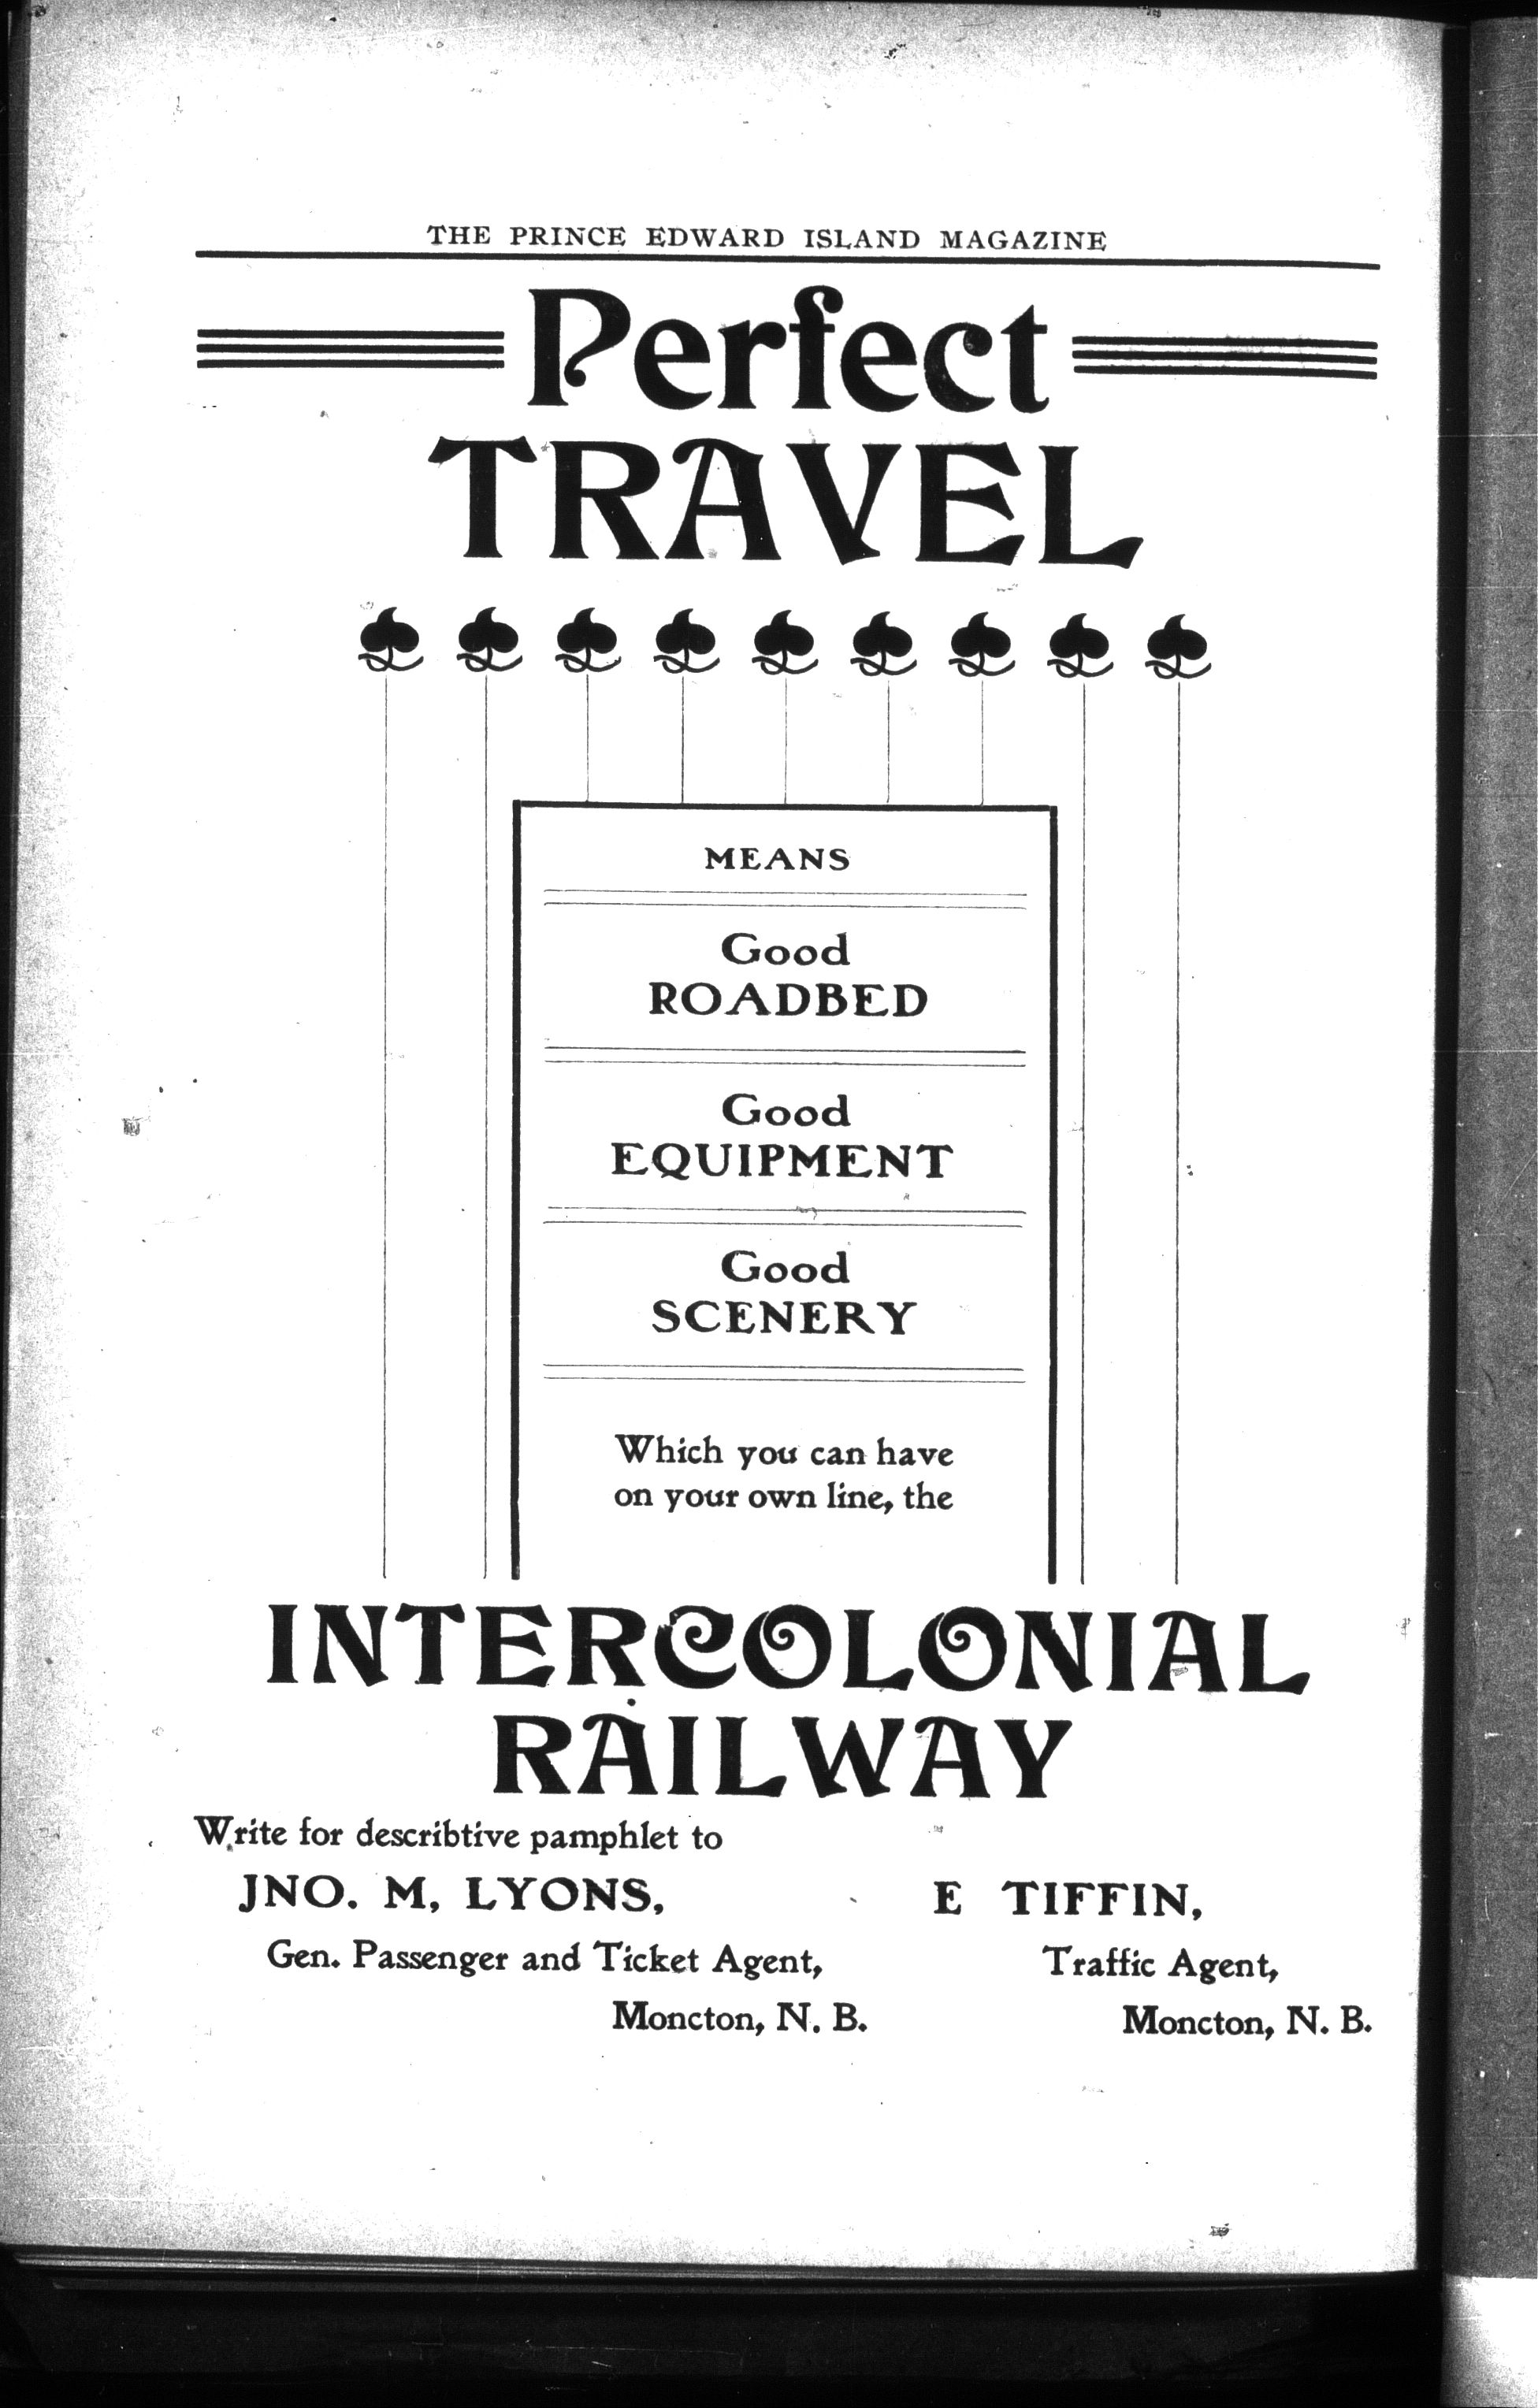 THE PRINCE EDWARD ISLAND MAGAZINE
Perfect
TRAVEL
MEANS
Good
ROADBED
Good
EQUIPMENT
Good
SCENERY
Which you can have
on your own line, the
INTERCOLONIAL
RAILWAY
Write for describtive pamphlet to
JNO. M, LYONS,
Gen. Passenger and Ticket Agent,
Moncton, N. B.
E TIFFIN,
Traffic Agent,
Moncton, N. B.